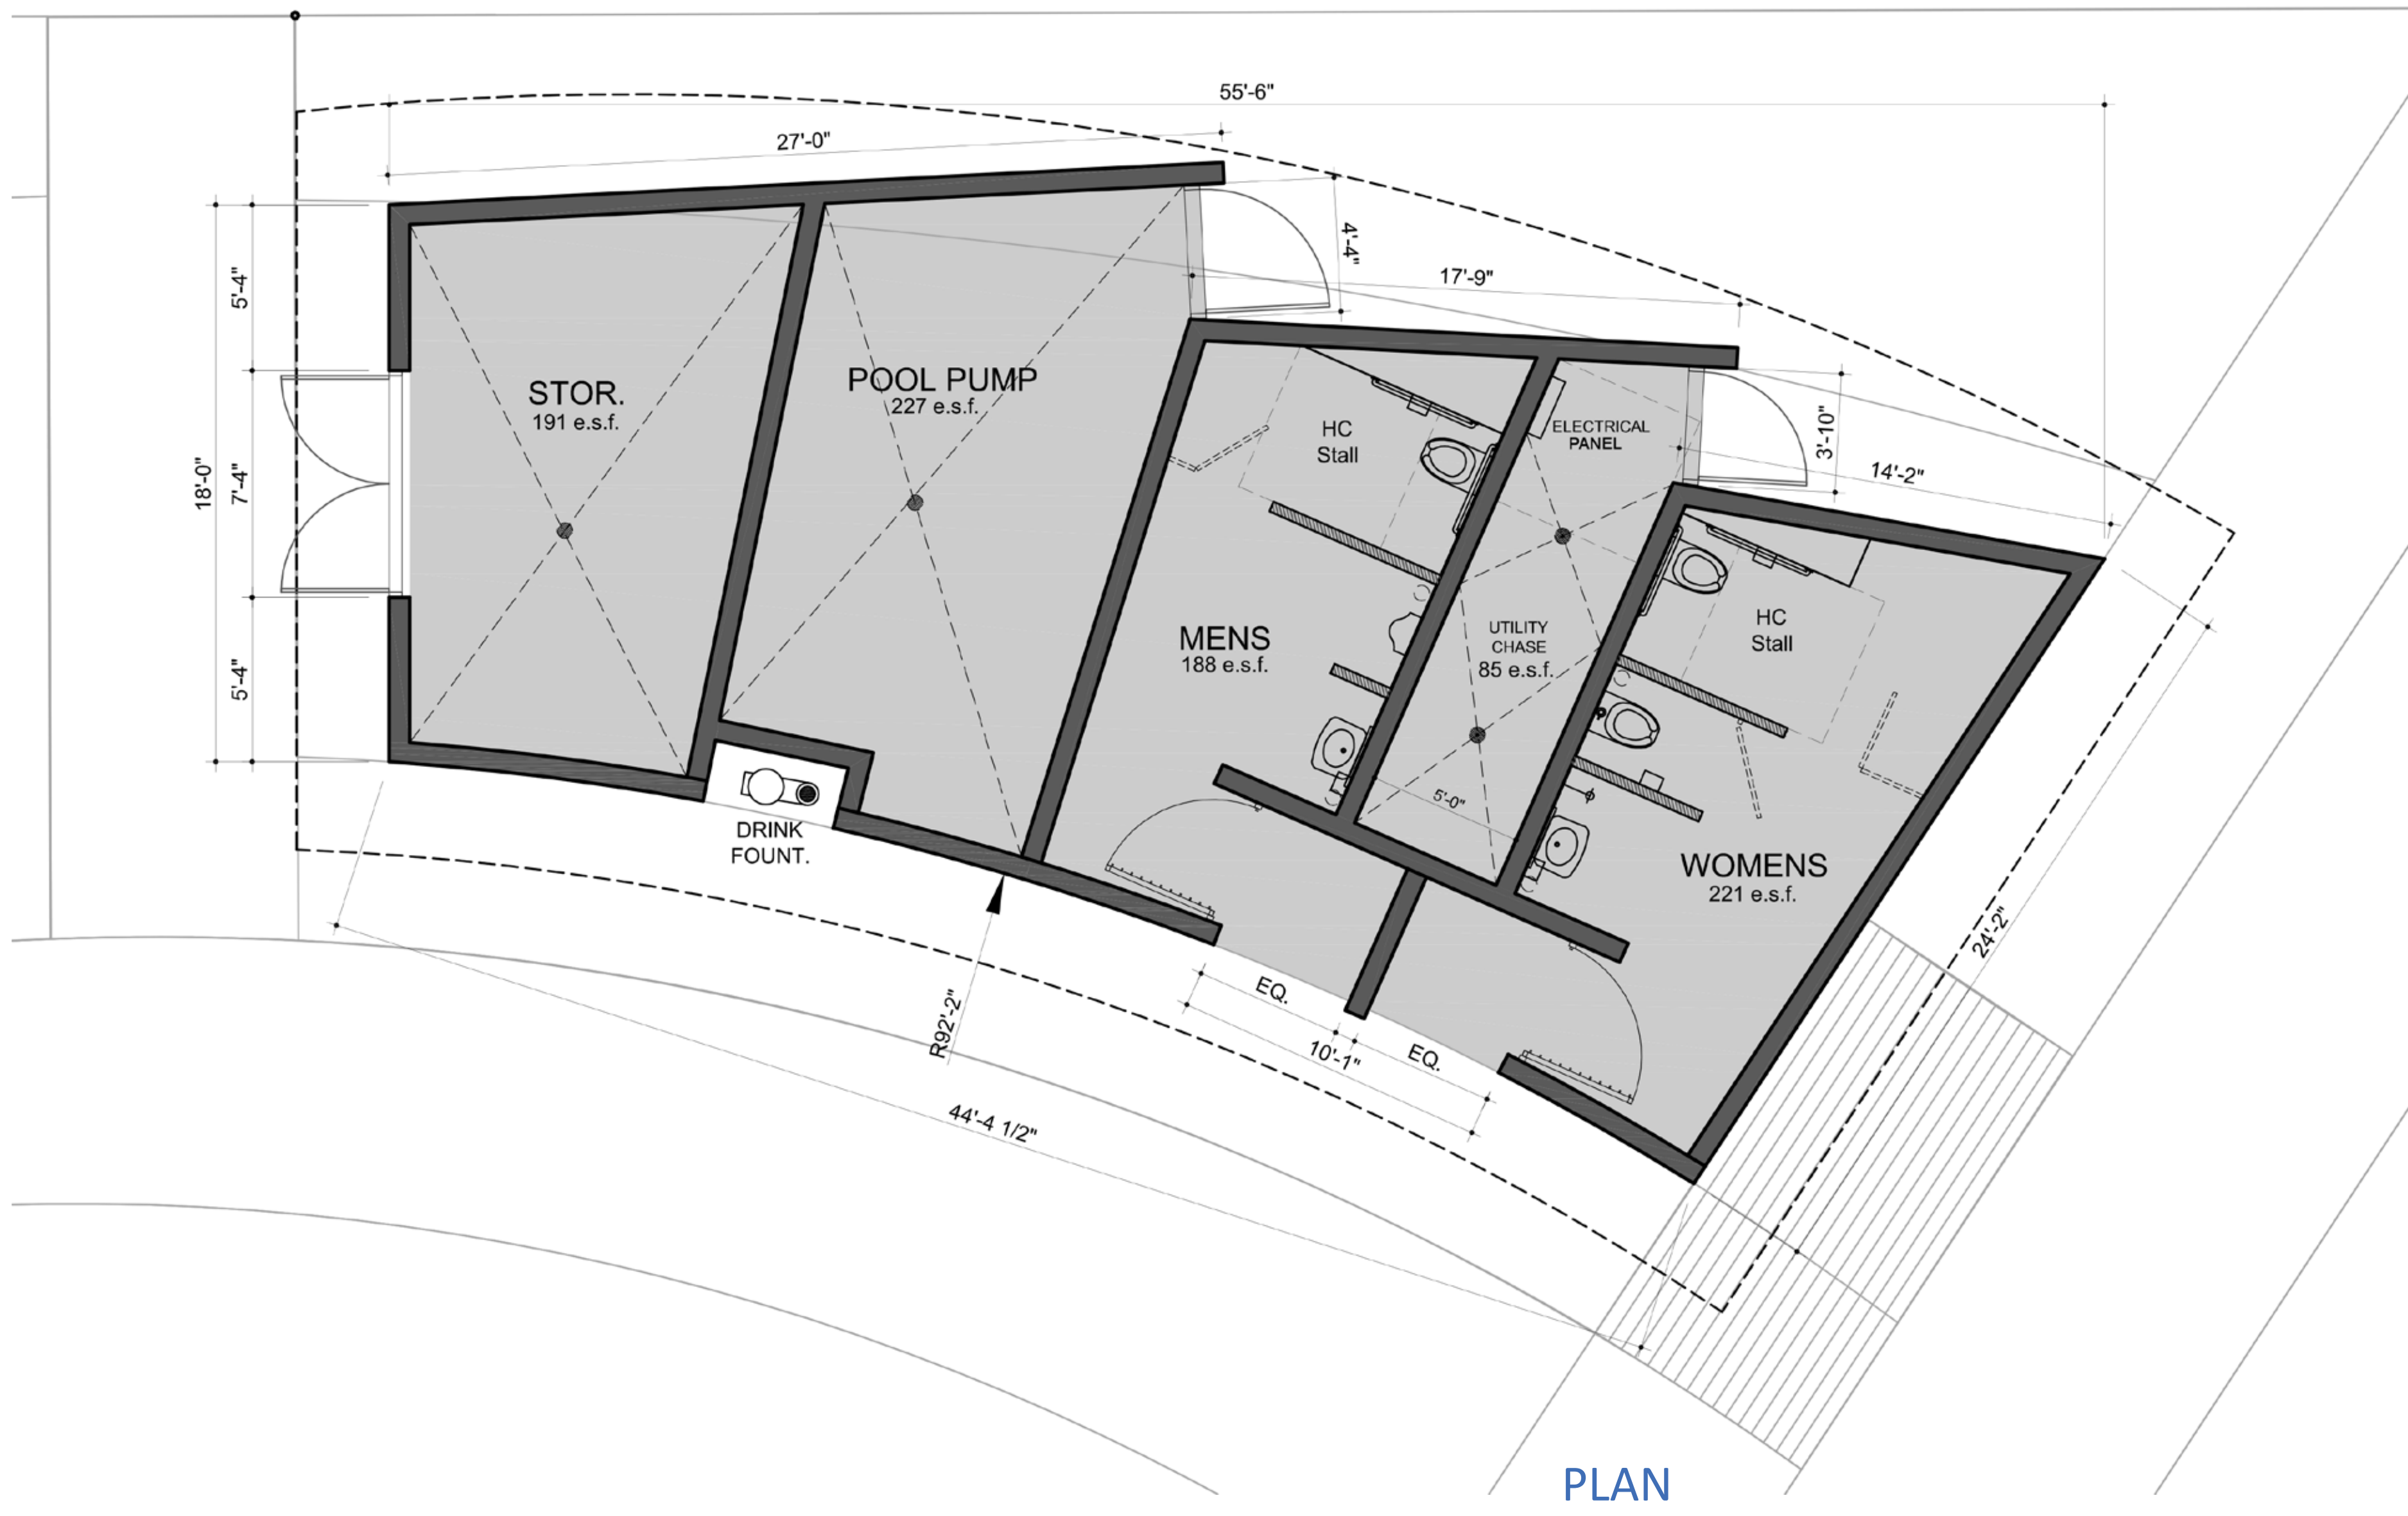 55'-6"
27'-0"
4'-4"
17'-9"
5'-4"
STOR.
191 e.s.f.
POOL PUMP
227 e.s.f.
HC
Stall
ELECTRICAL
PANEL
3'-10"
14'-2"
18'-0"
7'-4"
MENS
188 e.s.f.
UTILITY
CHASE
85 e.s.f.
HC
Stall
5'-4"
5'-0"
DRINK
FOUNT.
WOMENS
221 e.s.f.
24'-2"
EQ.
R92'-2"
10'-1"
EQ.
44'-4 1/2"
PLAN